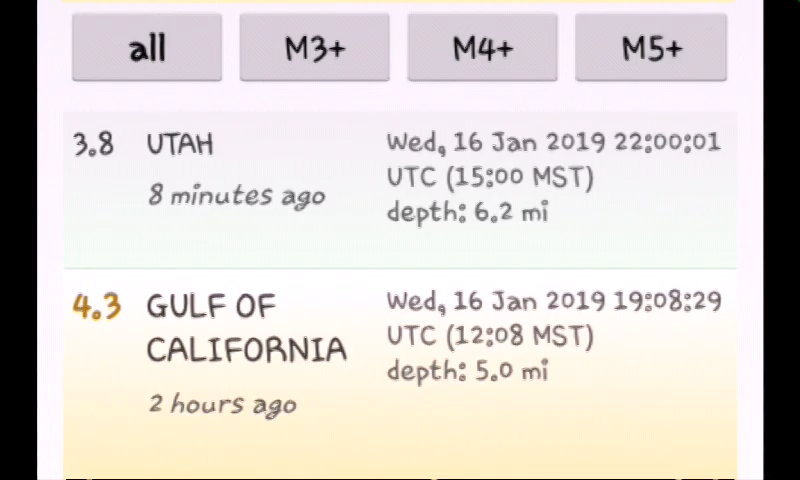 all M3+ M4+ M5+
3.8 UTAH Wed, 16 Jan 2019 22:00:01
UTC (15:00 MST)
8 minutes ago
depth: 6.2 mi
4.3 GULF OF Wed, 16 Jan 2019 19:08:29
UTC (12:08 MST)
CALIFORNIA
depth: 5.0 mi
2 hours ago